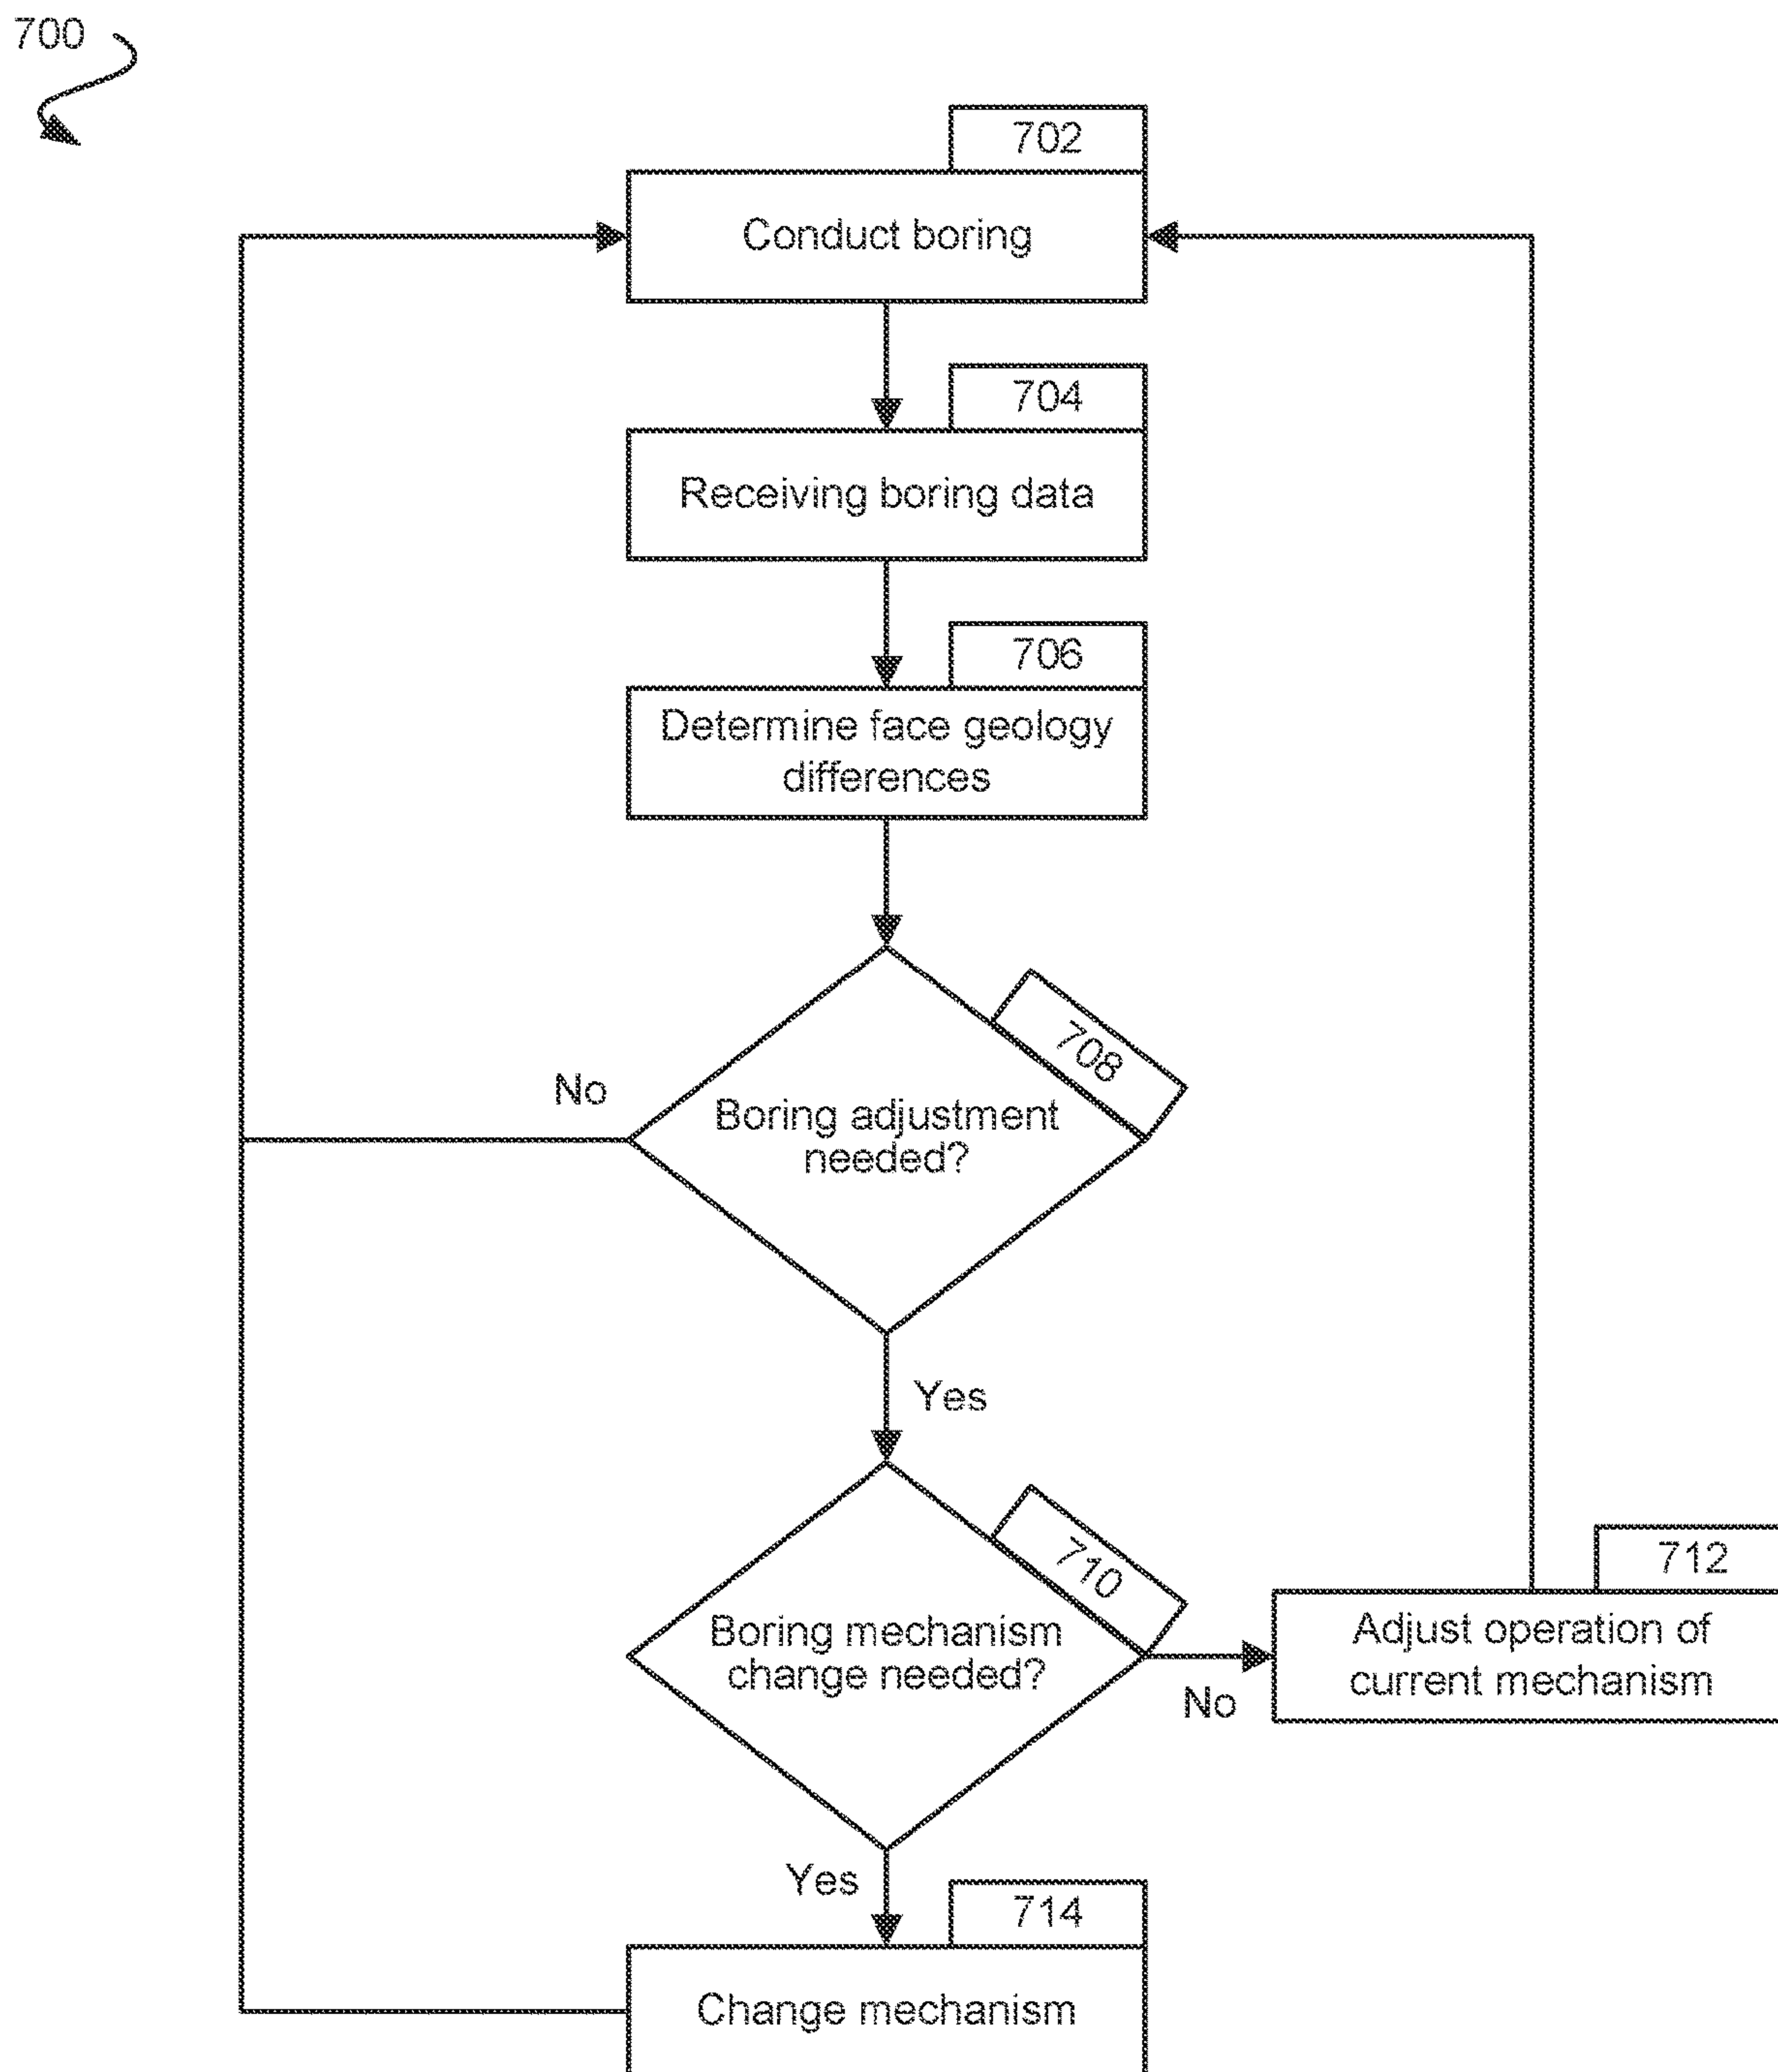 700
702
Conduct boring
704
Receiving boring data
706
Determine face geology
differences
708
No
Boring adjustment
needed?
Yes
710
Boring mechanism
change needed?
No
712
Adjust operation of
current mechanism
Yes
714
Change mechanism